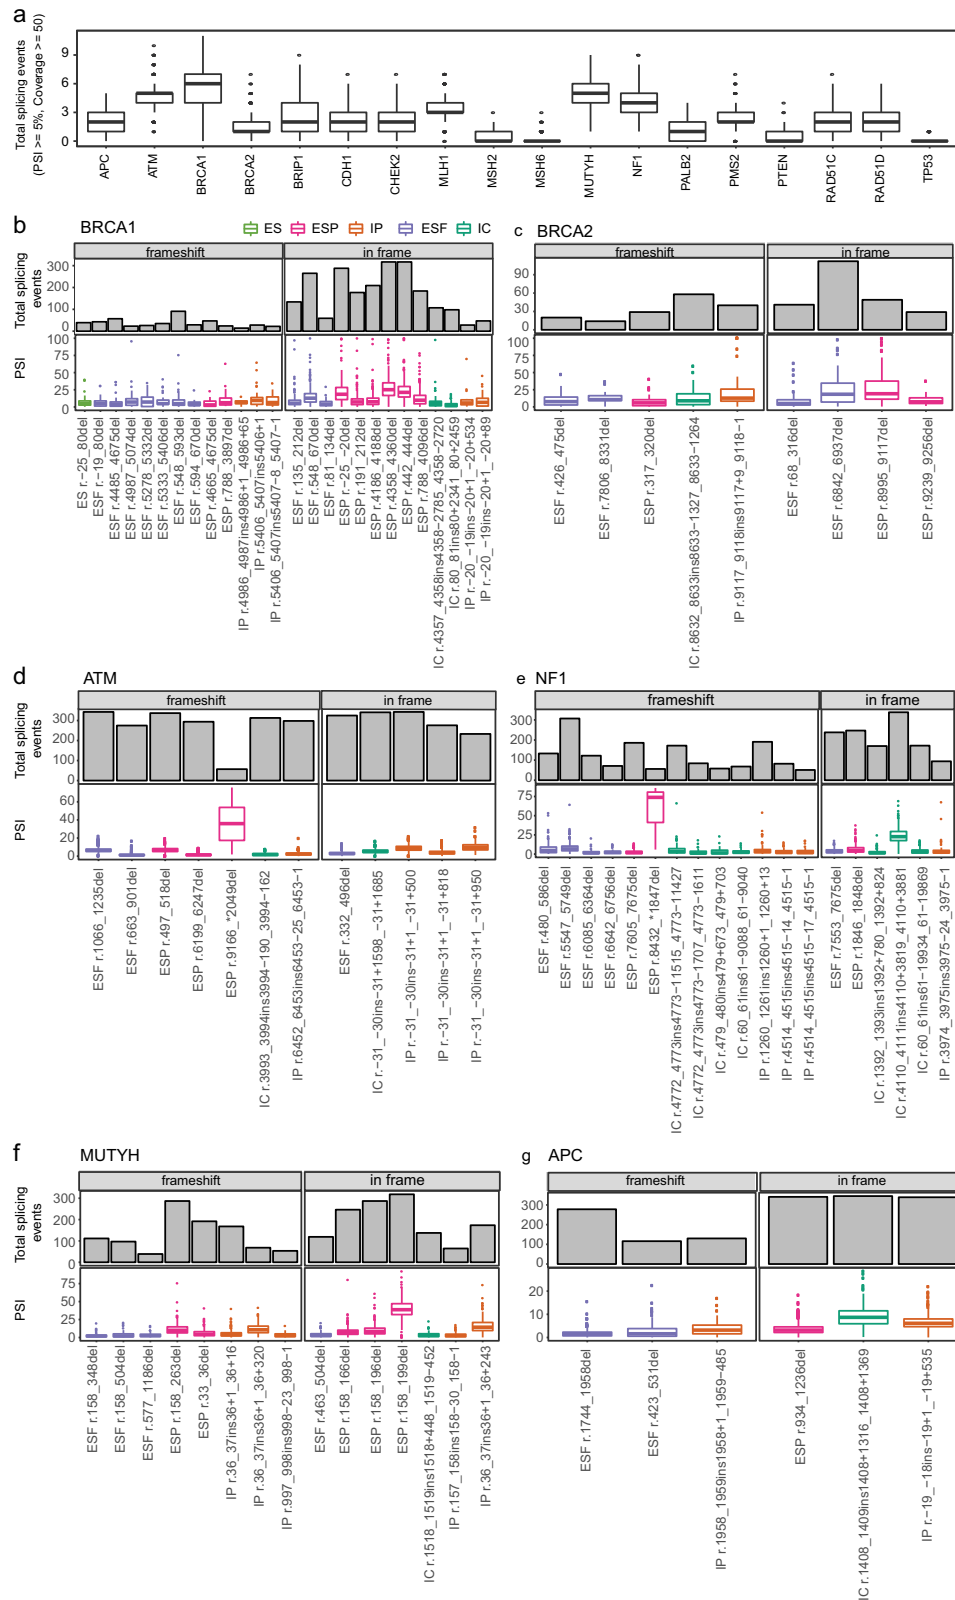 a
Total splicing events
(PSI >= 5%, Coverage >= 50)
9
6
3
0
APC
ATM
BRCA1
BRCA2
BRIP1
CDH1
CHEK2
MLH1
MSH2
MSH6
MUTYH
NF1
PALB2
PMS2
PTEN
RAD51C
RAD51D
TP53
b
BRCA1
ES
ESP
IP
ESF
IC
frameshift
in frame
Total splicing
events
300
200
100
0
PSI
100
75
50
25
0
ES r.-25_80del
ESF r.-19_80del
ESF r.4485_4675del
ESF r.4987_5074del
ESF r.5278_5332del
ESF r.5333_5406del
ESF r.548_593del
ESF r.594_670del
ESP r.4665_4675del
ESP r.788_3897del
IP r.4986_4987ins4986+1_4986+65
IP r.5406_5407ins5406+1
IP r.5406_5407ins5407-8_5407-1
ESF r.135_212del
ESF r.548_670del
ESF r.81_134del
ESP r.-25_-20del
ESP r.191_212del
ESP r.4186_4188del
ESP r.4358_4360del
ESP r.442_444del
ESP r.788_4096del
IC r.4357_4358ins4358-2785_4358-2720
IC r.80_81ins80+2341_80+2459
IP r.-20_-19ins-20+1_-20+534
IP r.-20_-19ins-20+1_-20+89
c
BRCA2
frameshift
in frame
90
60
30
0
100
75
50
25
0
ESF r.426_475del
ESF r.7806_8331del
ESP r.317_320del
IC r.8632_8633ins8633-1327_8633-1264
IP r.9117_9118ins9117+9_9118-1
ESF r.68_316del
ESF r.6842_6937del
ESP r.8995_9117del
ESP r.9239_9256del
d
ATM
frameshift
in frame
Total splicing
events
300
200
100
0
PSI
60
40
20
0
ESF r.1066_1235del
ESF r.663_901del
ESP r.497_518del
ESP r.6199_6247del
ESP r.9166_*2049del
IC r.3993_3994ins3994-190_3994-162
IP r.6452_6453ins6453-25_6453-1
ESF r.332_496del
IC r.-31_-30ins-31+1598_-31+1685
IP r.-31_-30ins-31+1_-31+500
IP r.-31_-30ins-31+1_-31+818
IP r.-31_-30ins-31+1_-31+950
e
NF1
frameshift
in frame
300
200
100
0
75
50
25
0
ESF r.480_586del
ESF r.5547_5749del
ESF r.6085_6364del
ESF r.6642_6756del
ESP r.7605_7675del
ESP r.8432_*1847del
IC r.4772_4773ins4773-11515_4773-11427
IC r.4772_4773ins4773-1707_4773-1611
IC r.479_480ins479+673_479+703
IC r.60_61ins61-9088_61-9040
IP r.1260_1261ins1260+1_1260+13
IP r.4514_4515ins4515-14_4515-1
IP r.4514_4515ins4515-17_4515-1
ESF r.7553_7675del
ESP r.1846_1848del
IC r.1392_1393ins1392+780_1392+824
IC r.4110_4111ins4110+3819_4110+3881
IC r.60_61ins61-19934_61-19869
IP r.3974_3975ins3975-24_3975-1
f
MUTYH
frameshift
in frame
Total splicing
events
300
200
100
0
PSI
75
50
25
0
ESF r.158_348del
ESF r.158_504del
ESF r.577_1186del
ESP r.158_263del
ESP r.33_36del
IP r.36_37ins36+1_36+16
IP r.36_37ins36+1_36+320
IP r.997_998ins998-23_998-1
ESF r.463_504del
ESP r.158_166del
ESP r.158_196del
ESP r.158_199del
IC r.1518_1519ins1518+448_1519-452
IP r.157_158ins158-30_158-1
IP r.36_37ins36+1_36+243
g
APC
frameshift
in frame
300
200
100
0
20
10
0
ESF r.1744_1958del
ESF r.423_531del
IP r.1958_1959ins1958+1_1959-485
ESP r.934_1236del
IC r.1408_1409ins1408+1316_1408+1369
IP r.-19_-18ins-19+1_-19+535